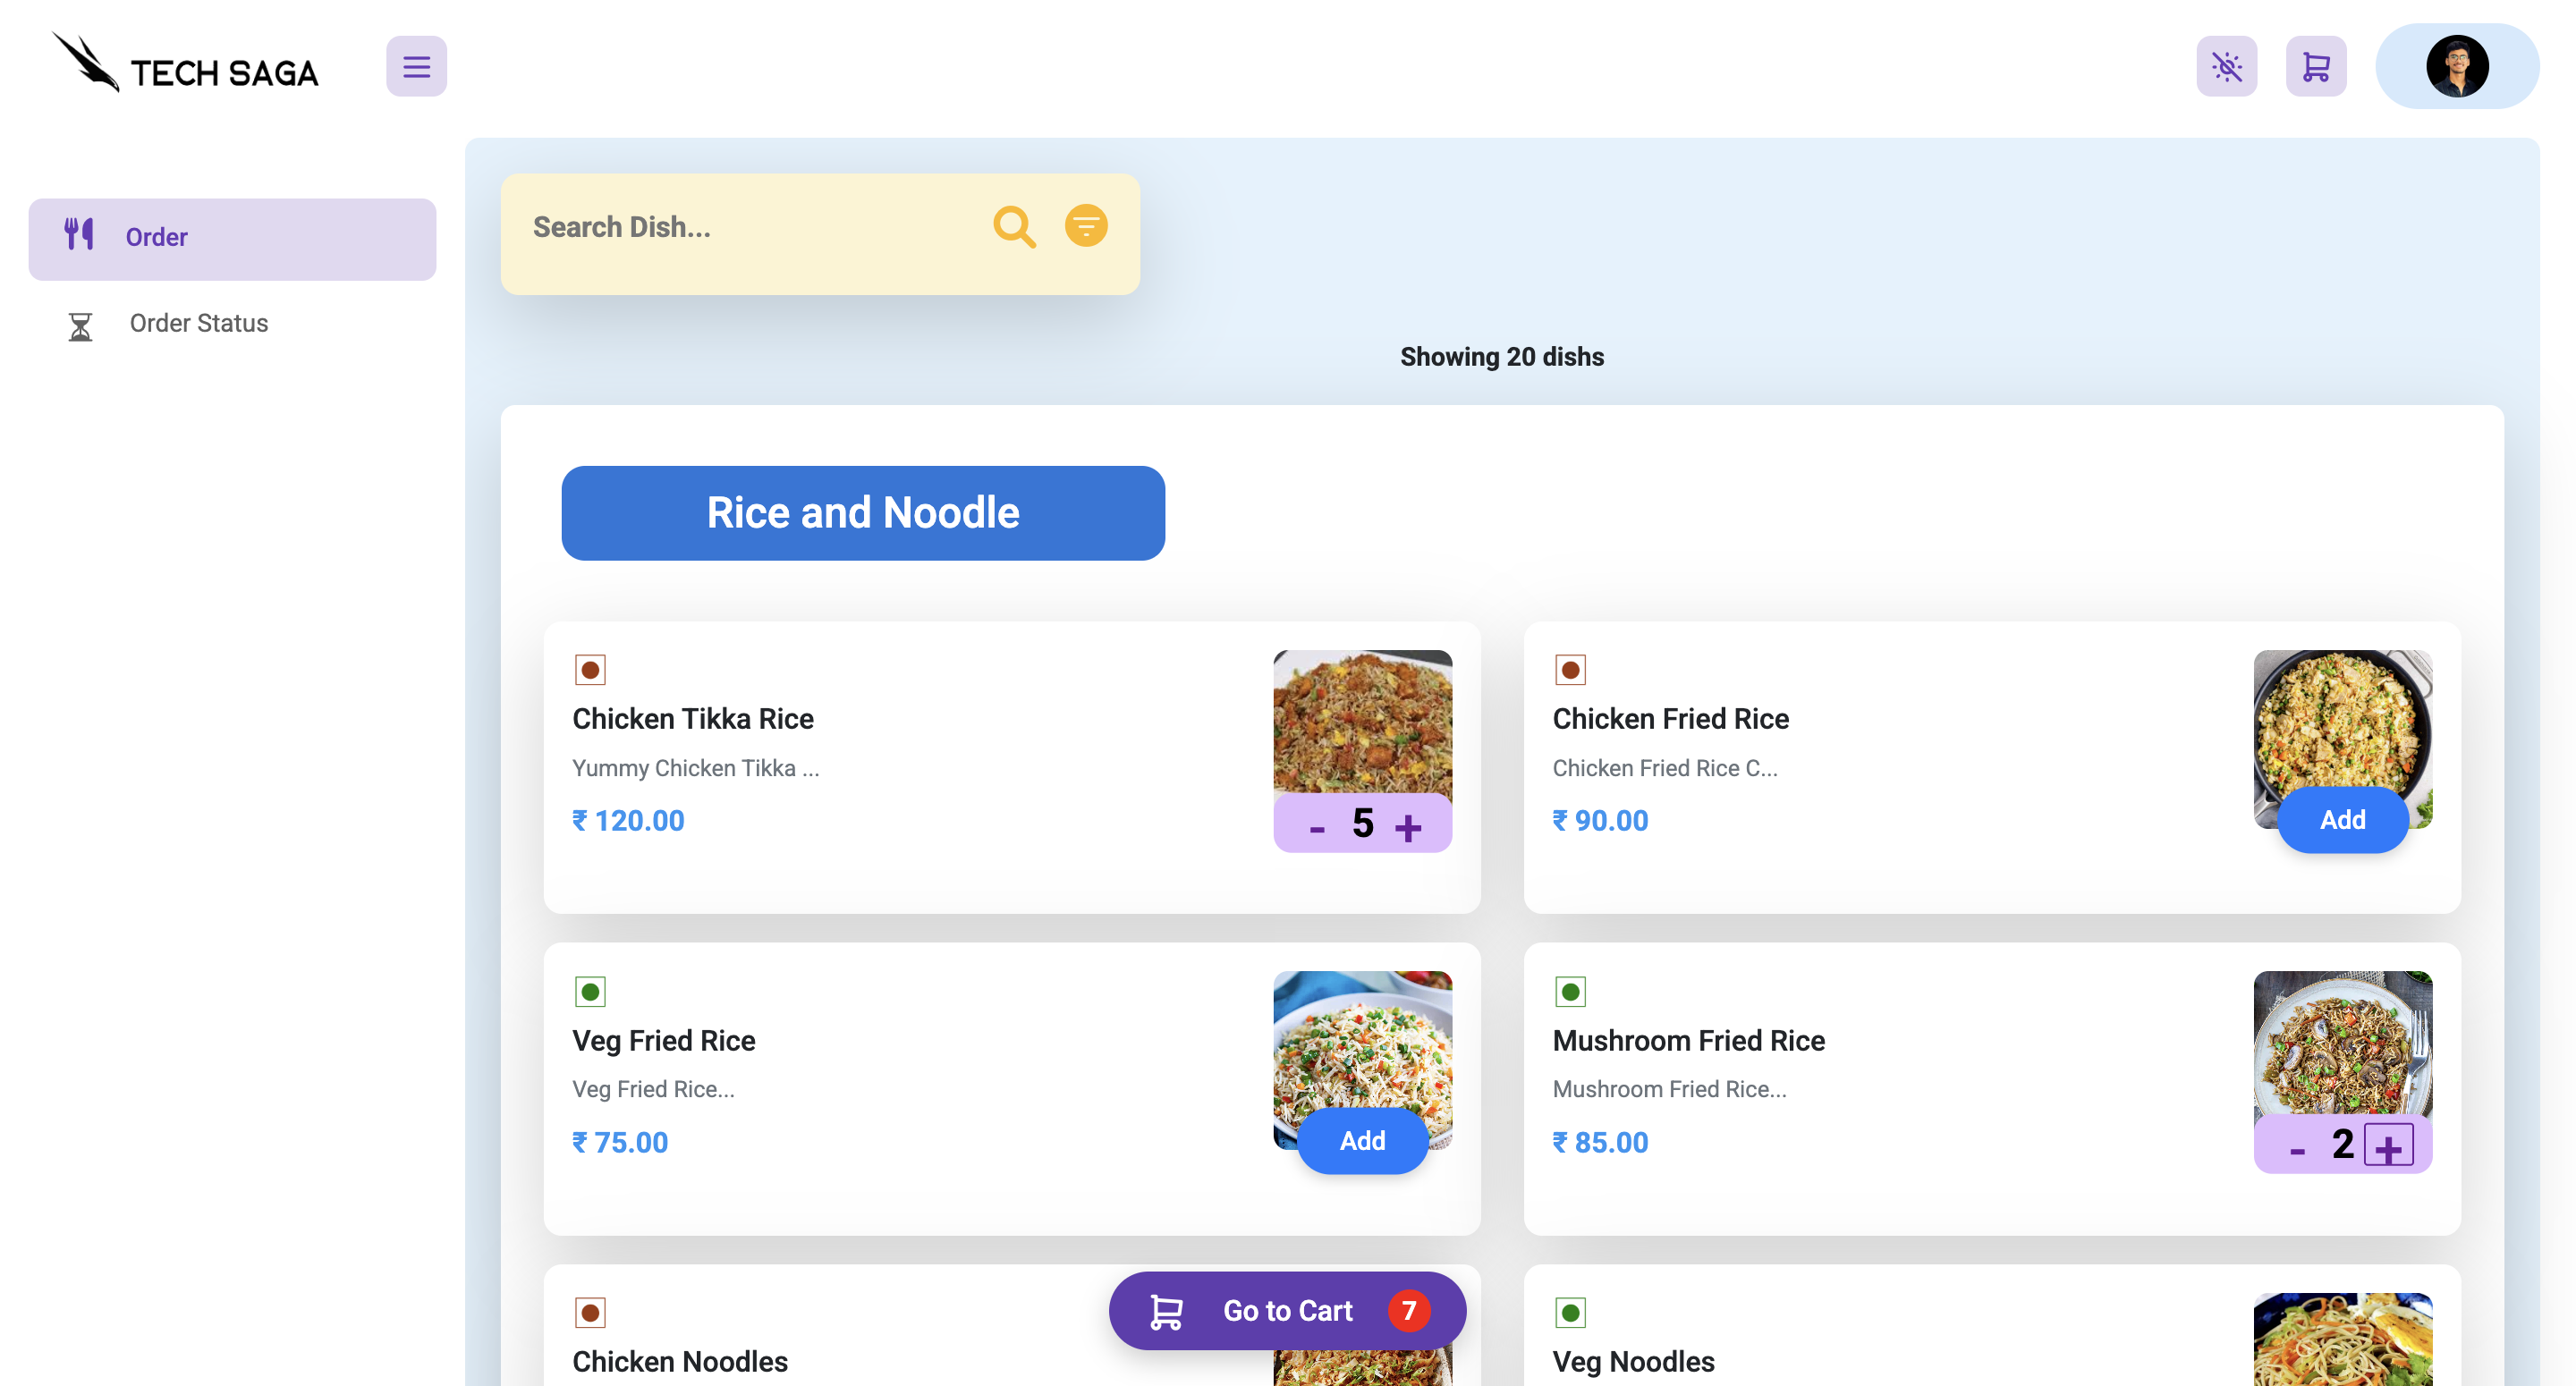 TECH SAGA
Order
Order Status
Search Dish...
Showing 20 dishs
Rice and Noodle
Chicken Tikka Rice
Yummy Chicken Tikka ...
₹ 120.00
- 5 +
Chicken Fried Rice
Chicken Fried Rice C...
₹ 90.00
Add
Veg Fried Rice
Veg Fried Rice...
₹ 75.00
Add
Mushroom Fried Rice
Mushroom Fried Rice...
₹ 85.00
- 2 +
Go to Cart 7
Chicken Noodles
Veg Noodles